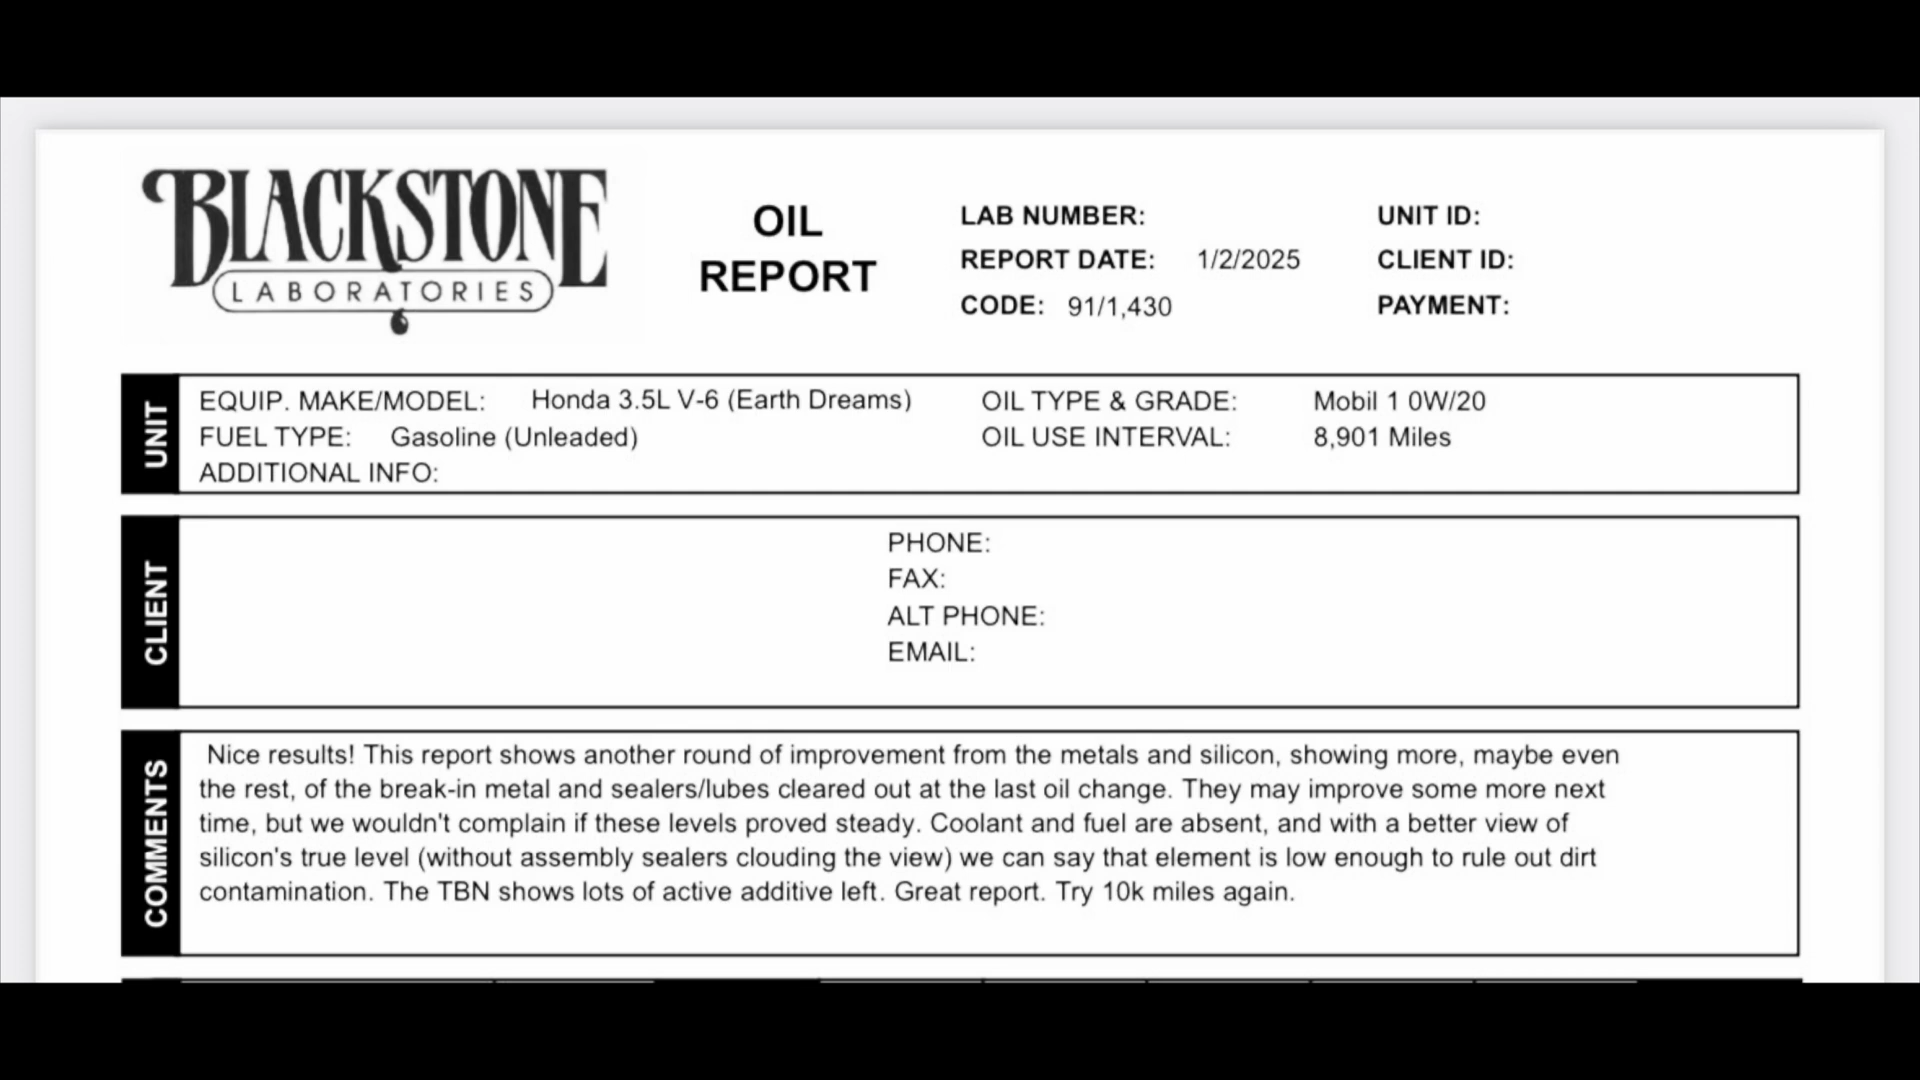 BLACKSTONE
LABORATORIES
OIL
REPORT
LAB NUMBER:
REPORT DATE: 1/2/2025
CODE: 91/1,430
UNIT ID:
CLIENT ID:
PAYMENT:
UNIT
EQUIP. MAKE/MODEL: Honda 3.5L V-6 (Earth Dreams)
FUEL TYPE: Gasoline (Unleaded)
ADDITIONAL INFO:
OIL TYPE & GRADE: Mobil 1 0W/20
OIL USE INTERVAL: 8,901 Miles
CLIENT
PHONE:
FAX:
ALT PHONE:
EMAIL:
COMMENTS
Nice results! This report shows another round of improvement from the metals and silicon, showing more, maybe even
the rest, of the break-in metal and sealers/lubes cleared out at the last oil change. They may improve some more next
time, but we wouldn't complain if these levels proved steady. Coolant and fuel are absent, and with a better view of
silicon's true level (without assembly sealers clouding the view) we can say that element is low enough to rule out dirt
contamination. The TBN shows lots of active additive left. Great report. Try 10k miles again.